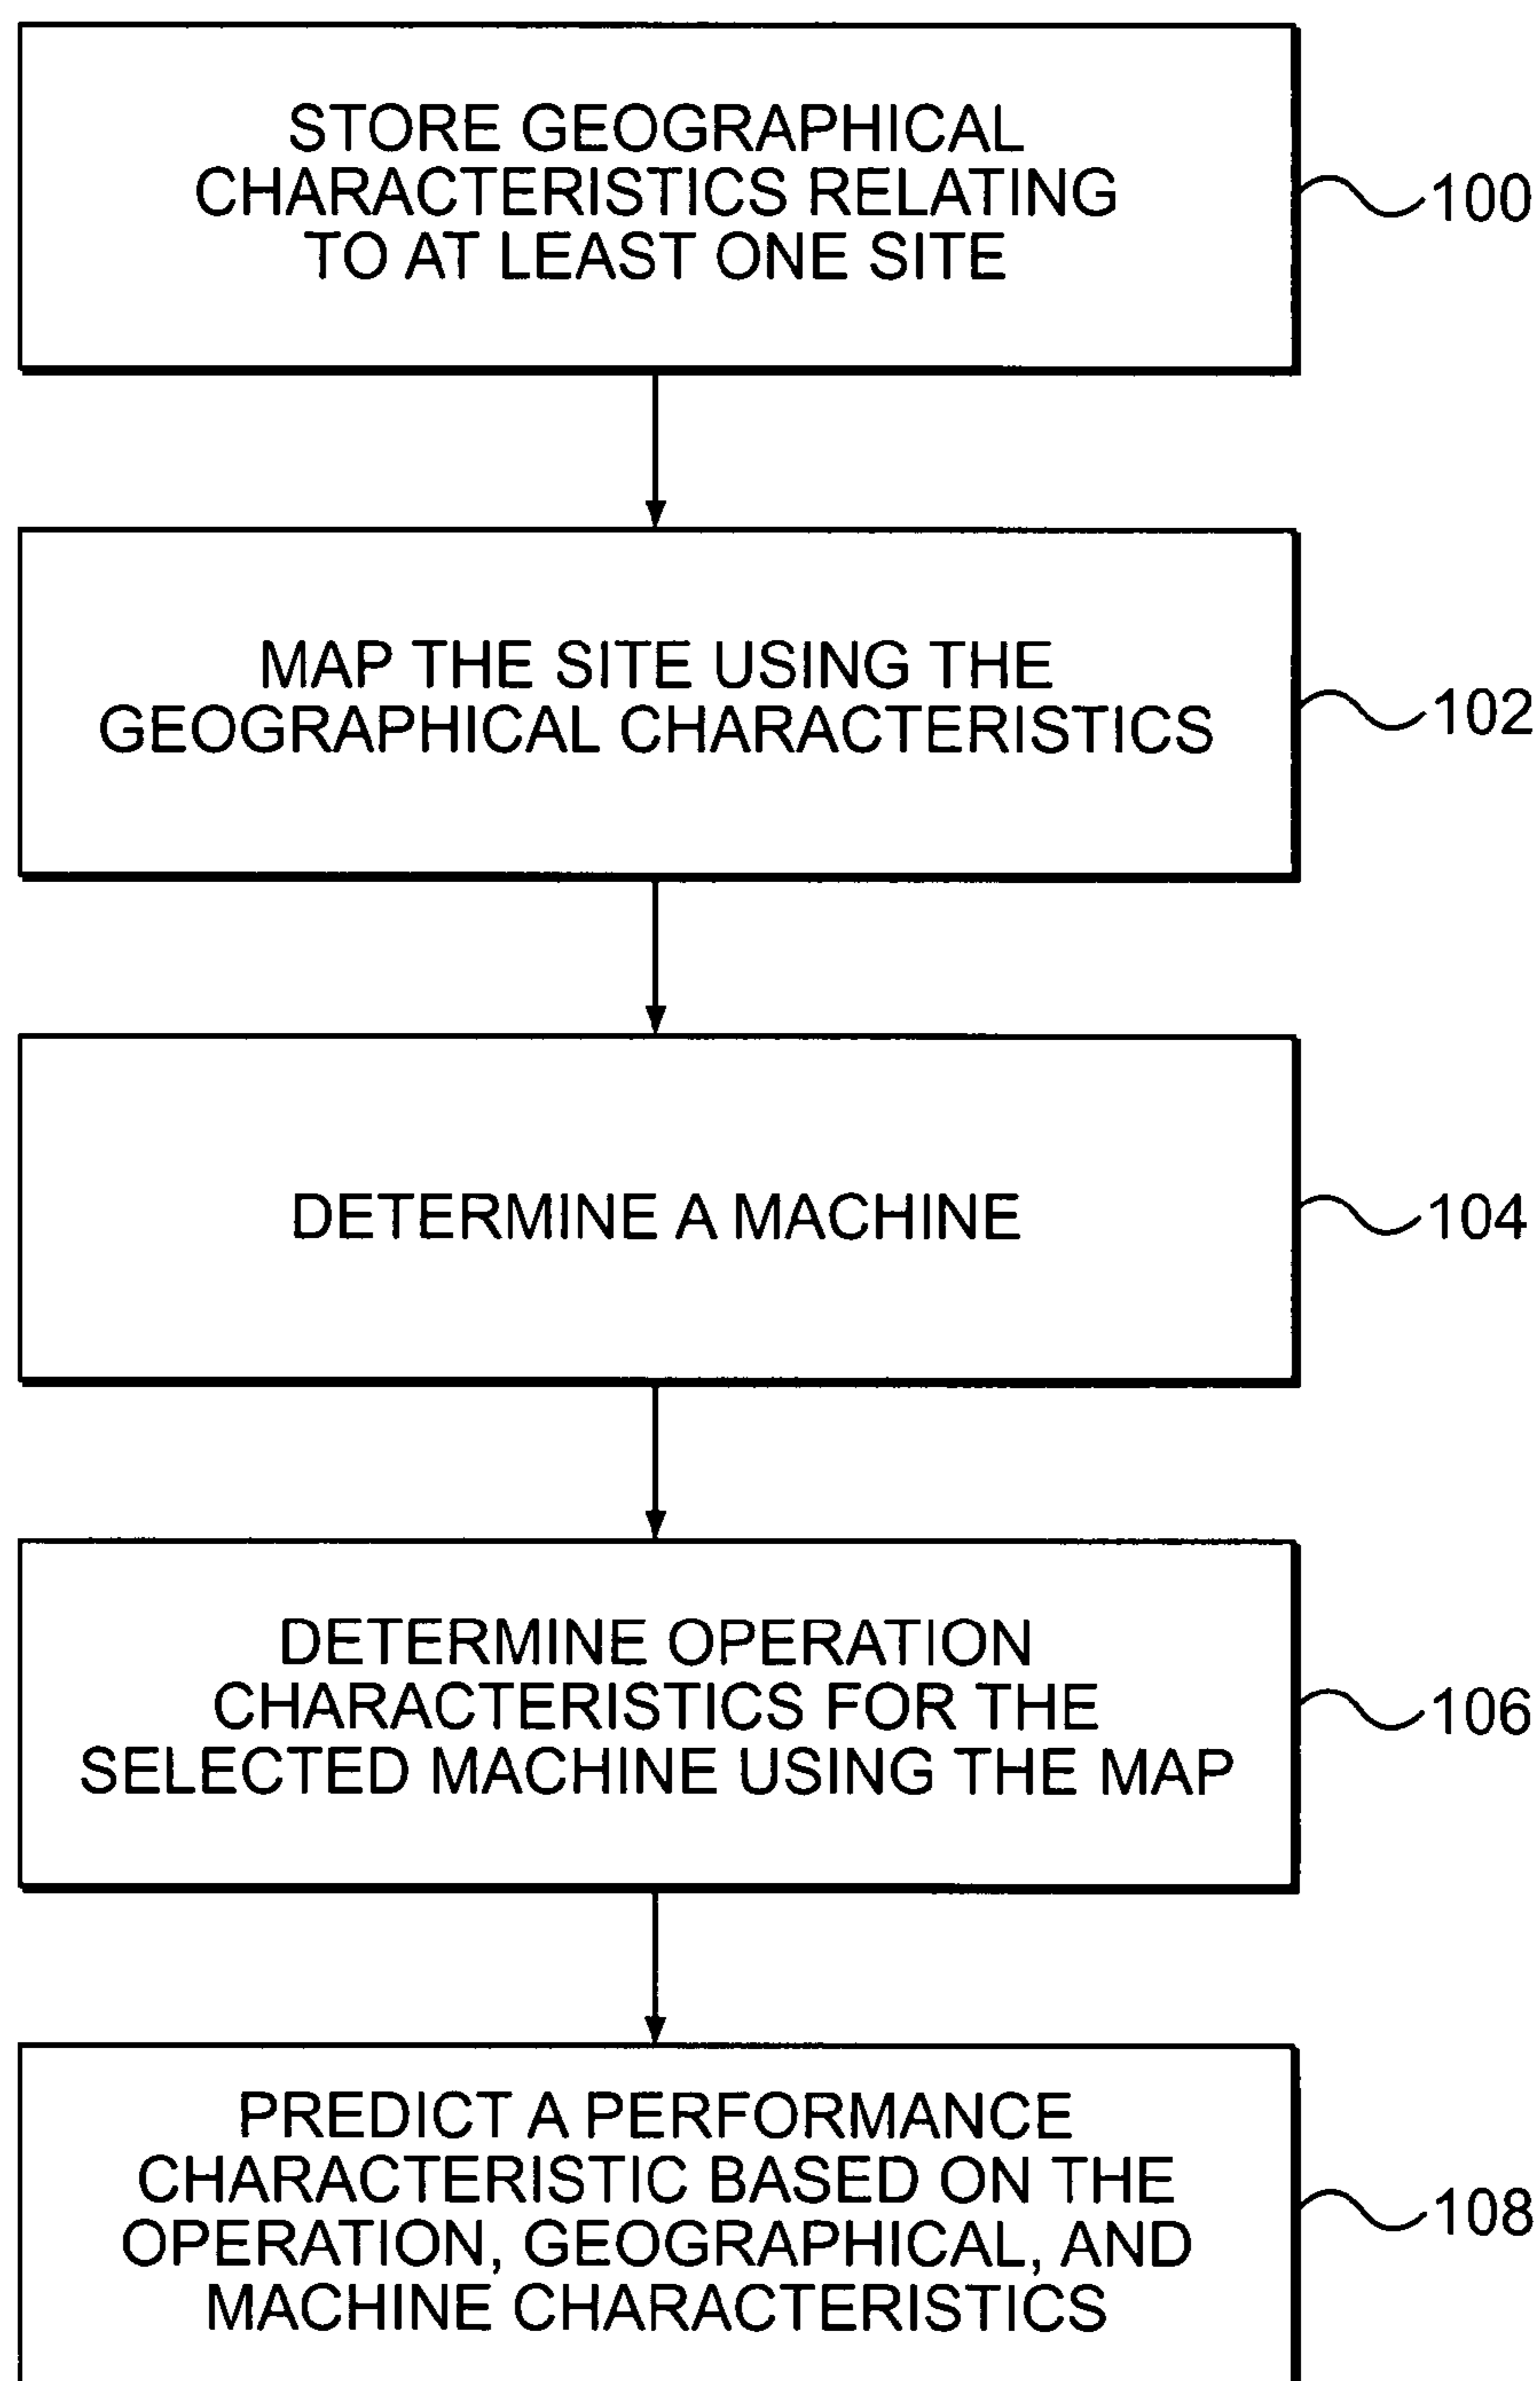 STORE GEOGRAPHICAL
CHARACTERISTICS RELATING
TO AT LEAST ONE SITE
100
MAP THE SITE USING THE
GEOGRAPHICAL CHARACTERISTICS
102
DETERMINE A MACHINE
104
DETERMINE OPERATION
CHARACTERISTICS FOR THE
SELECTED MACHINE USING THE MAP
106
PREDICT A PERFORMANCE
CHARACTERISTIC BASED ON THE
OPERATION, GEOGRAPHICAL, AND
MACHINE CHARACTERISTICS
108